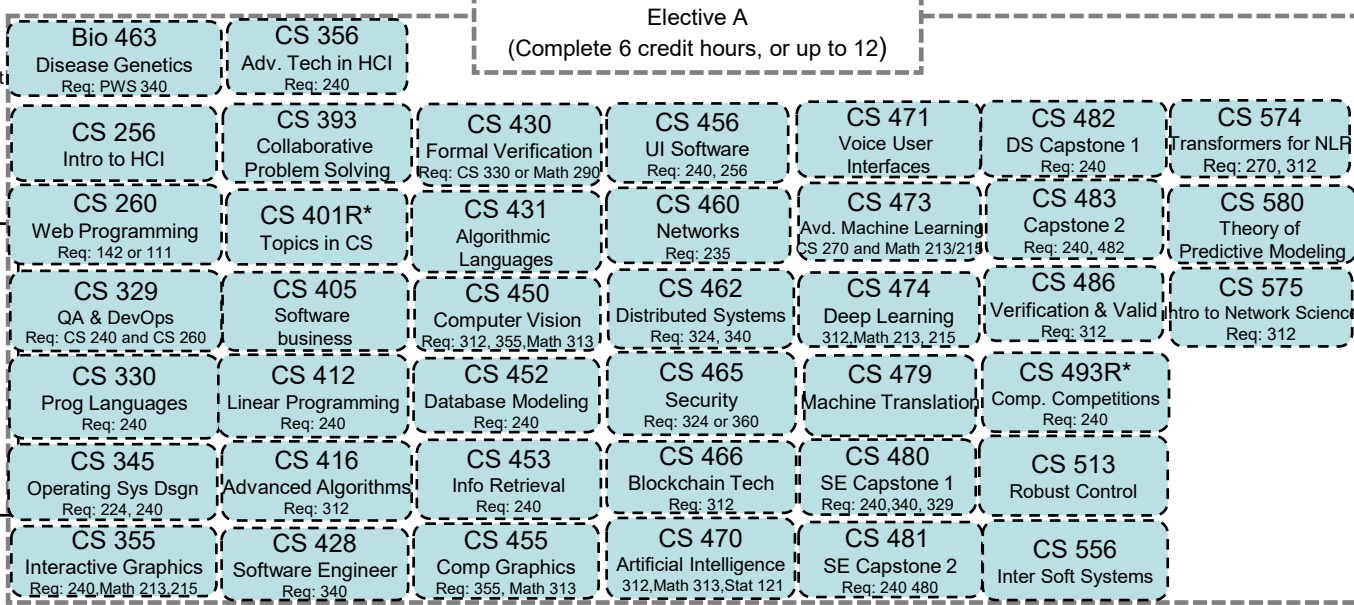 Elective A
(Complete 6 credit hours, or up to 12)
t
Bio 463
Disease Genetics
Req: PWS 340
CS 256
Intro to HCI
CS 260
Web Programming
Req: 142 or 111
CS 329
QA & DevOps
Req: CS 240 and CS 260
CS 330
Prog Languages
Req: 240
CS 345
Operating Sys Dsgn
Req: 224, 240
CS 355
Interactive Graphics
Req: 240,Math 213,215
CS 356
Adv. Tech in HCI
Req: 240
CS 393
Collaborative
Problem Solving
CS 401R*
Topics in CS
CS 405
Software
business
CS 412
Linear Programming
Req: 240
CS 416
Advanced Algorithms
Req: 312
CS 428
Software Engineer
Req: 340
CS 430
Formal Verification
Req: CS 330 or Math 290
CS 431
Algorithmic
Languages
CS 450
Computer Vision
Req: 312, 355,Math 313
CS 452
Database Modeling
Req: 240
CS 453
Info Retrieval
Req: 240
CS 455
Comp Graphics
Req: 355, Math 313
CS 456
UI Software
Req: 240, 256
CS 460
Networks
Req: 235
CS 462
Distributed Systems
Req: 324, 340
CS 465
Security
Req: 324 or 360
CS 466
Blockchain Tech
Req: 312
CS 470
Artificial Intelligence
312,Math 313,Stat 121
CS 471
Voice User
Interfaces
CS 473
Avd. Machine Learning
CS 270 and Math 213/215
CS 474
Deep Learning
312,Math 213, 215
CS 479
Machine Translation
CS 480
SE Capstone 1
Req: 240,340, 329
CS 481
SE Capstone 2
Req: 240 480
CS 482
DS Capstone 1
Req: 240
CS 483
Capstone 2
Req: 240, 482
CS 486
Verification & Valid
Req: 312
CS 493R*
Comp. Competitions
Req: 240
CS 513
Robust Control
CS 556
Inter Soft Systems
CS 574
Transformers for NLP
Req: 270, 312
CS 580
Theory of
Predictive Modeling
CS 575
Intro to Network Science
Req: 312